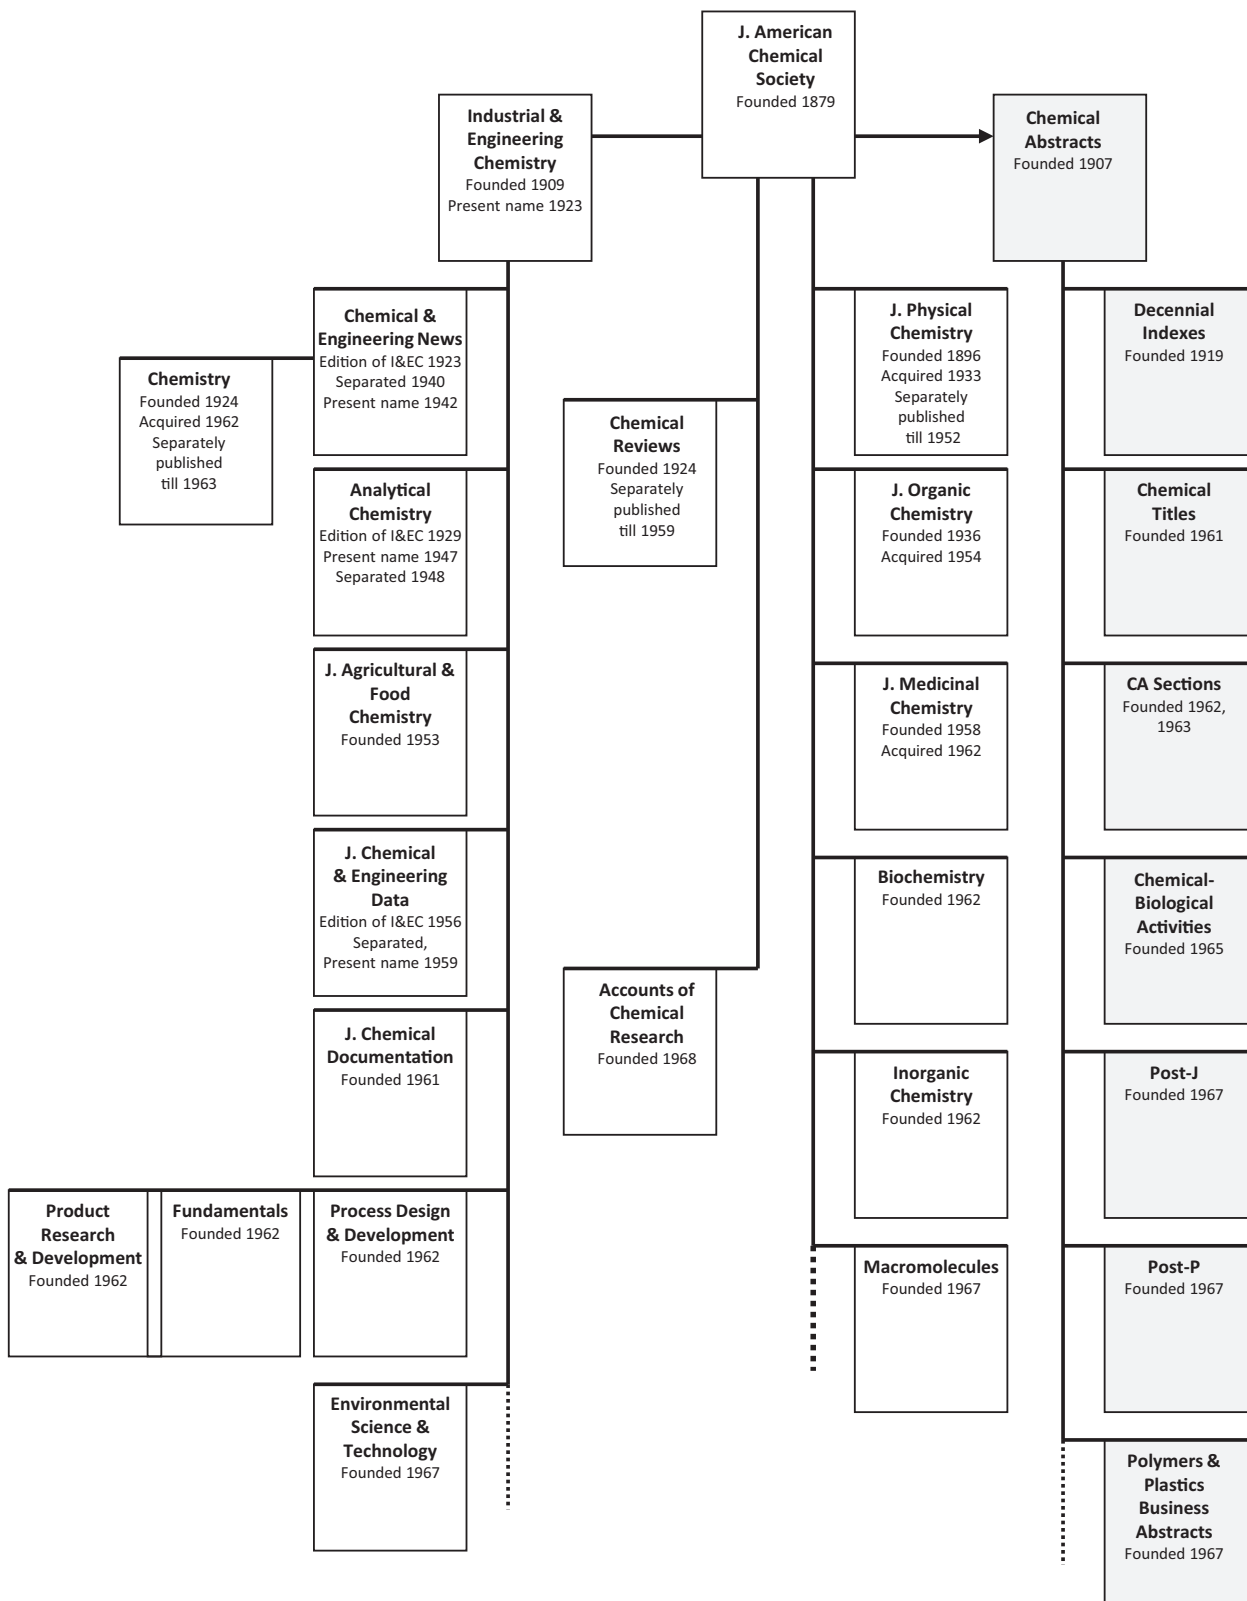 J. American
Chemical
Society
Founded 1879
Industrial &
Engineering
Chemistry
Founded 1909
Present name 1923
Chemical
Abstracts
Founded 1907
Chemical &
Engineering News
Edition of I&EC 1923
Separated 1940
Present name 1942
Chemistry
Founded 1924
Acquired 1962
Separately
published
till 1963
Analytical
Chemistry
Edition of I&EC 1929
Present name 1947
Separated 1948
J. Agricultural &
Food
Chemistry
Founded 1953
J. Chemical
& Engineering
Data
Edition of I&EC 1956
Separated,
Present name 1959
J. Chemical
Documentation
Founded 1961
Product
Research
& Development
Founded 1962
Fundamentals
Founded 1962
Process Design
& Development
Founded 1962
Environmental
Science &
Technology
Founded 1967
Chemical
Reviews
Founded 1924
Separately
published
till 1959
Accounts of
Chemical
Research
Founded 1968
J. Physical
Chemistry
Founded 1896
Acquired 1933
Separately
published
till 1952
J. Organic
Chemistry
Founded 1936
Acquired 1954
J. Medicinal
Chemistry
Founded 1958
Acquired 1962
Biochemistry
Founded 1962
Inorganic
Chemistry
Founded 1962
Macromolecules
Founded 1967
Decennial
Indexes
Founded 1919
Chemical
Titles
Founded 1961
CA Sections
Founded 1962,
1963
Chemical-
Biological
Activities
Founded 1965
Post-J
Founded 1967
Post-P
Founded 1967
Polymers &
Plastics
Business
Abstracts
Founded 1967